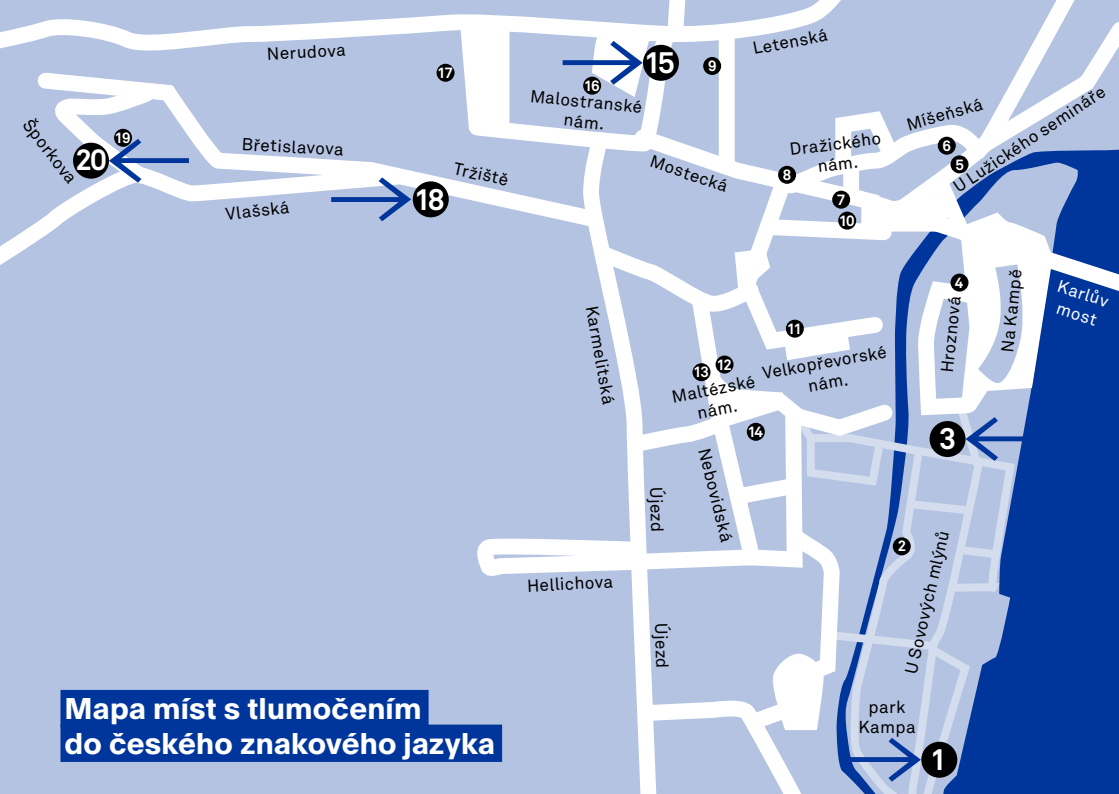 Nerudova
Letenská
17
15
9
16
Malostranské
nám.
Míšeňská
Dražického
nám.
6
5
U Lužického semináře
Šporkova
19
20
Břetislavova
Tržiště
Mostecká
8
7
10
18
Vlašská
4
Karlův
most
Na Kampě
Hroznová
Karmelitská
11
Velkopřevorské
nám.
12
13
Maltézské
nám.
14
3
Nebovidská
Újezd
2
U Sovových mlýnů
Hellichova
Újezd
park
Kampa
1
Mapa míst s tlumočením
do českého znakového jazyka